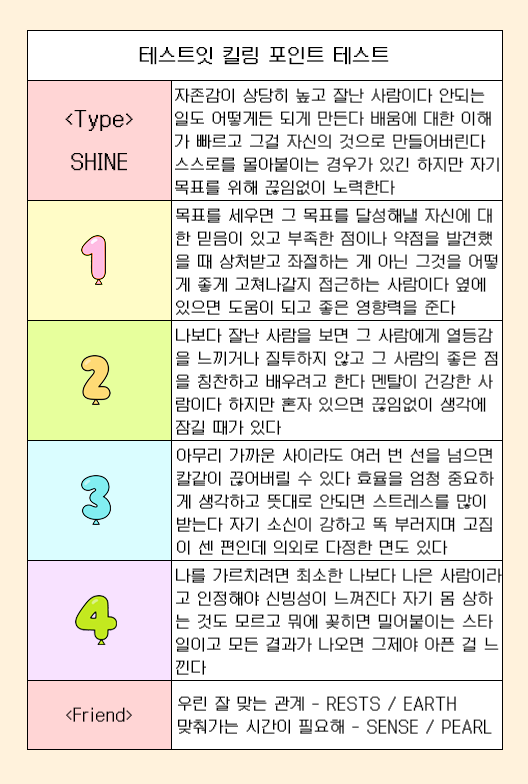 테스트잇 킬링 포인트 테스트
<Type>
SHINE
자존감이 상당히 높고 잘난 사람이다 안되는
일도 어떻게든 되게 만든다 배움에 대한 이해
가 빠르고 그걸 자신의 것으로 만들어버린다
스스로를 몰아붙이는 경우가 있긴 하지만 자기
목표를 위해 끊임없이 노력한다
1
목표를 세우면 그 목표를 달성해낼 자신에 대
한 믿음이 있고 부족한 점이나 약점을 발견했
을 때 상처받고 좌절하는 게 아닌 그것을 어떻
게 좋게 고쳐나갈지 접근하는 사람이다 옆에
있으면 도움이 되고 좋은 영향력을 준다
2
나보다 잘난 사람을 보면 그 사람에게 열등감
을 느끼거나 질투하지 않고 그 사람의 좋은 점
을 칭찬하고 배우려고 한다 멘탈이 건강한 사
람이다 하지만 혼자 있으면 끊임없이 생각에
잠길 때가 있다
3
아무리 가까운 사이라도 여러 번 선을 넘으면
칼같이 끊어버릴 수 있다 효율을 엄청 중요하
게 생각하고 뜻대로 안되면 스트레스를 많이
받는다 자기 소신이 강하고 똑 부러지며 고집
이 센 편인데 의외로 다정한 면도 있다
4
나를 가르치려면 최소한 나보다 나은 사람이라
고 인정해야 신빙성이 느껴진다 자기 몸 상하
는 것도 모르고 뭐에 꽂히면 밀어붙이는 스타
일이고 모든 결과가 나오면 그제야 아픈 걸 느
낀다
<Friend>
우린 잘 맞는 관계 - RESTS / EARTH
맞춰가는 시간이 필요해 - SENSE / PEARL